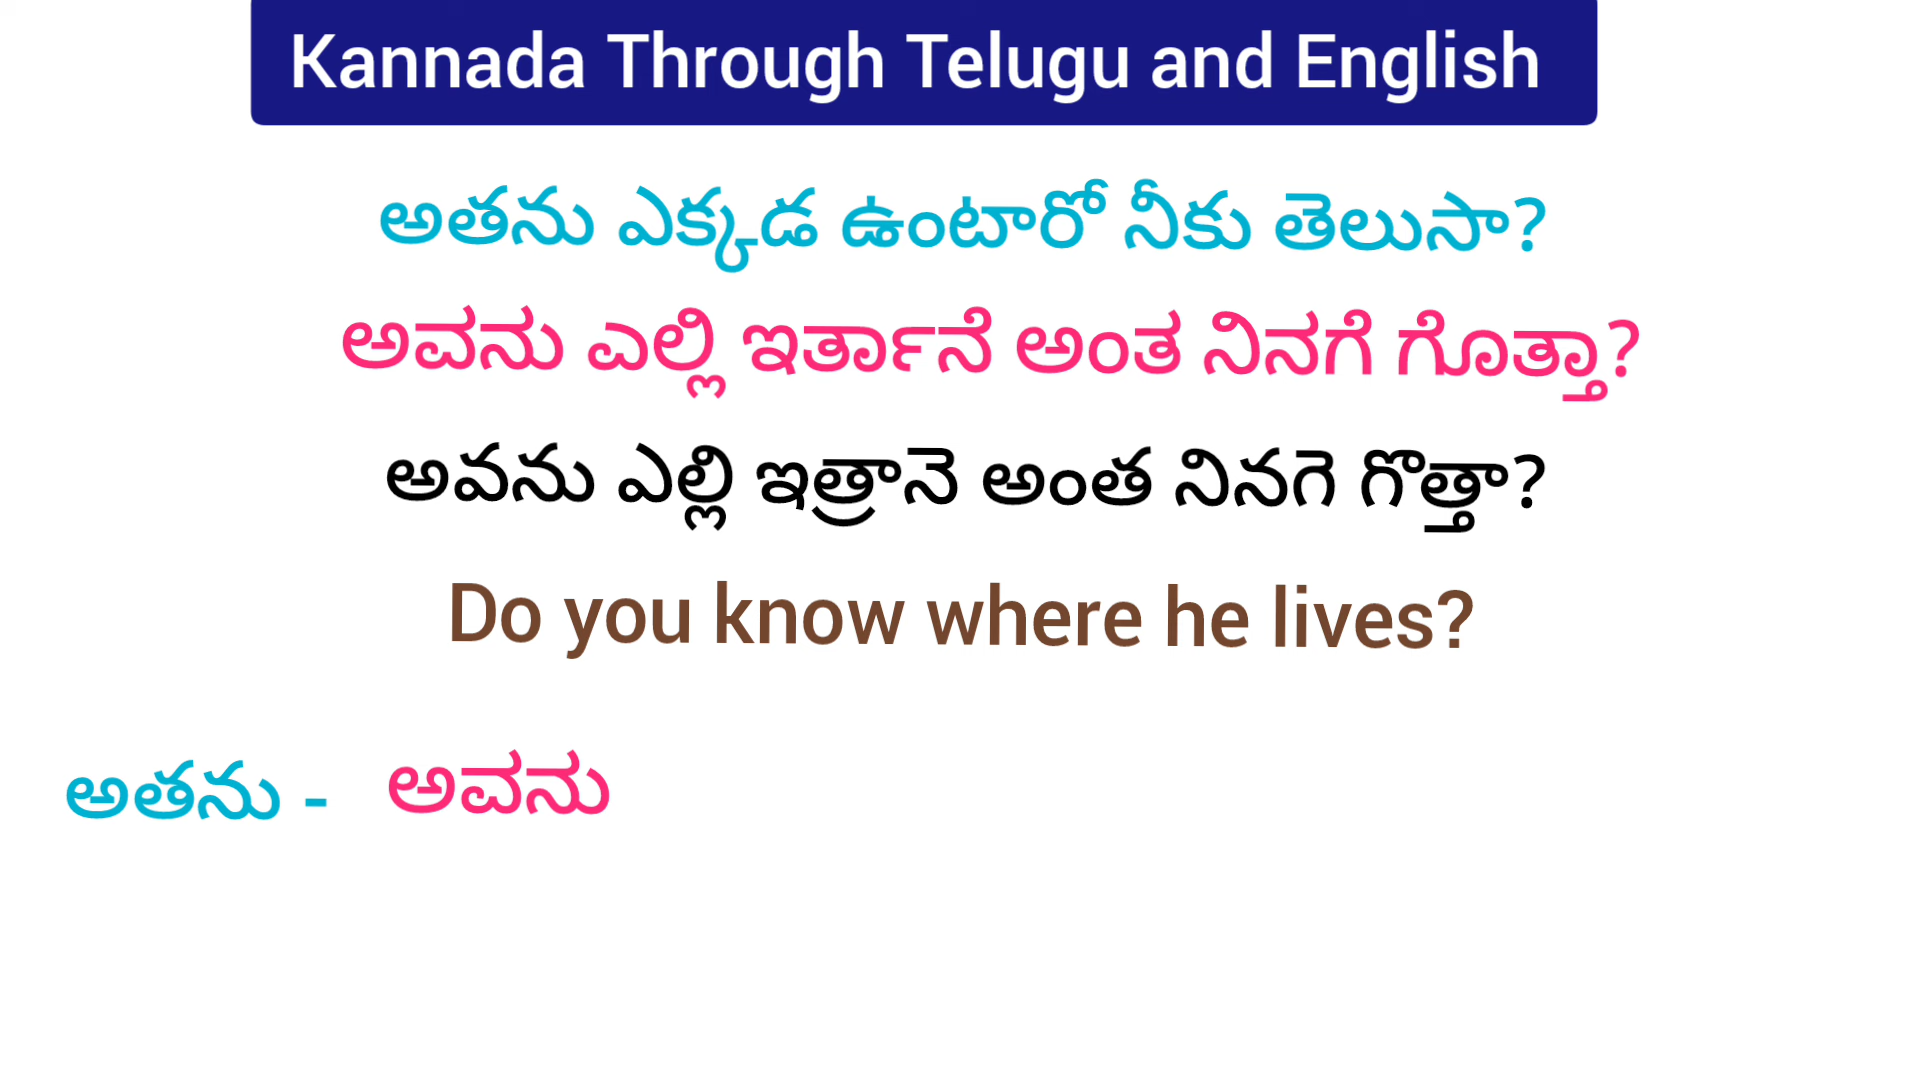 Kannada Through Telugu and English
అతను ఎక్కడ ఉంటారో నీకు తెలుసా?
ಅವನು ಎಲ್ಲಿ ಇರ್ತಾನೆ ಅಂತ ನಿನಗೆ ಗೊತ್ತಾ?
అవను ఎల్లి ఇత్రానె అంత నినగె గొత్తా?
Do you know where he lives?
అతను - ಅವನು